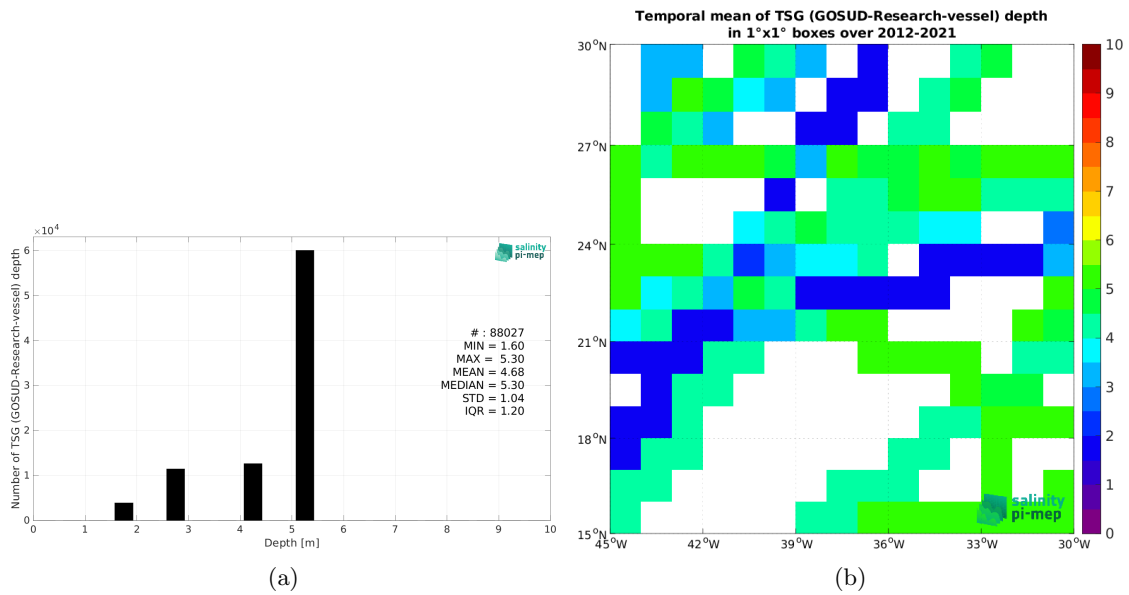 ×10⁴
Number of TSG (GOSUD-Research-vessel) depth
6
5
4
3
2
1
0
0 1 2 3 4 5 6 7 8 9 10
Depth [m]
salinity
pi-mep
# : 88027
MIN = 1.60
MAX = 5.30
MEAN = 4.68
MEDIAN = 5.30
STD = 1.04
IQR = 1.20
(a)
Temporal mean of TSG (GOSUD-Research-vessel) depth
in 1°x1° boxes over 2012-2021
30°N
27°N
24°N
21°N
18°N
15°N
45°W 42°W 39°W 36°W 33°W 30°W
salinity
pi-mep
10
9
8
7
6
5
4
3
2
1
0
(b)